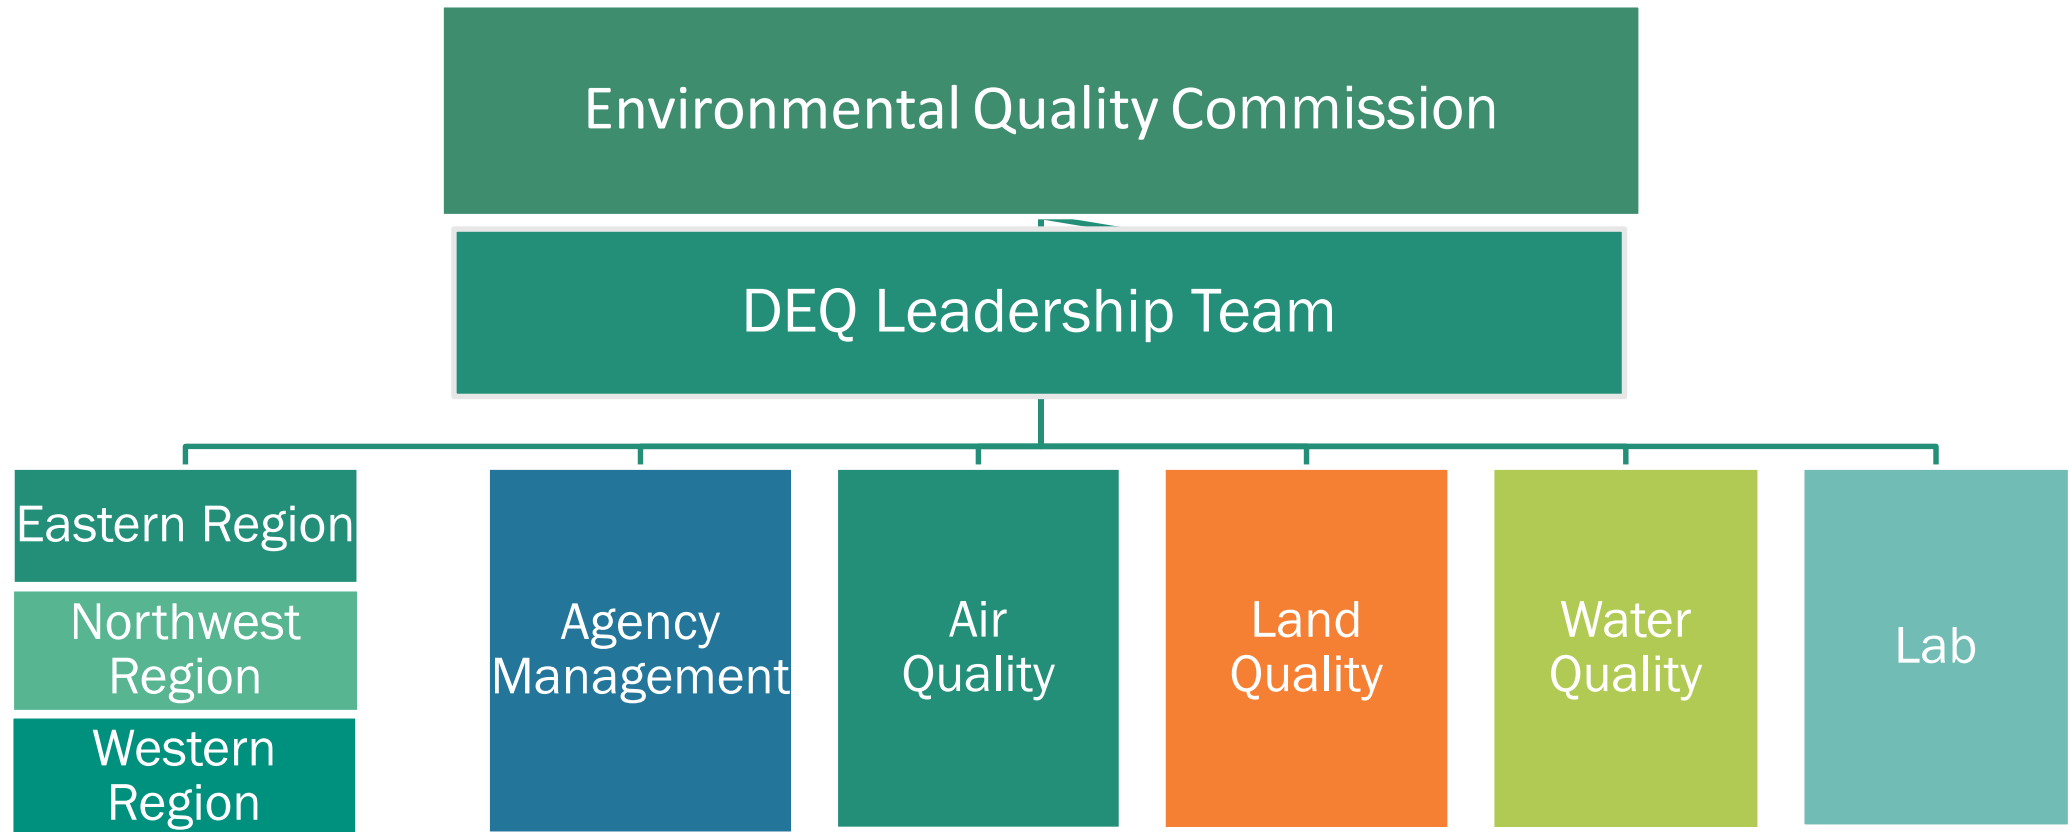 Environmental Quality Commission
DEQ Leadership Team
Eastern Region
Northwest
Region
Western
Region
Agency
Management
Air
Quality
Land
Quality
Water
Quality
Lab